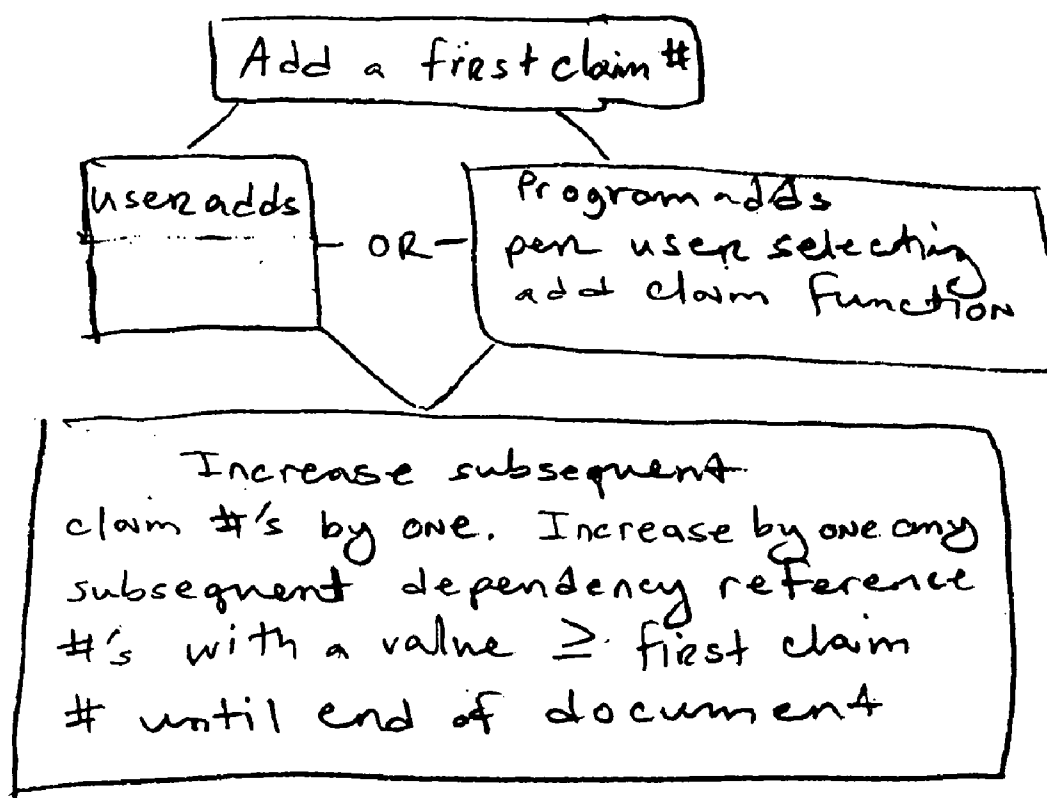 Add a first claim #
user adds
OR
Program adds
per user selecting
add claim function
Increase subsequent
claim #'s by one. Increase by one any
subsequent dependency reference
#'s with a value ≥ first claim
# until end of document